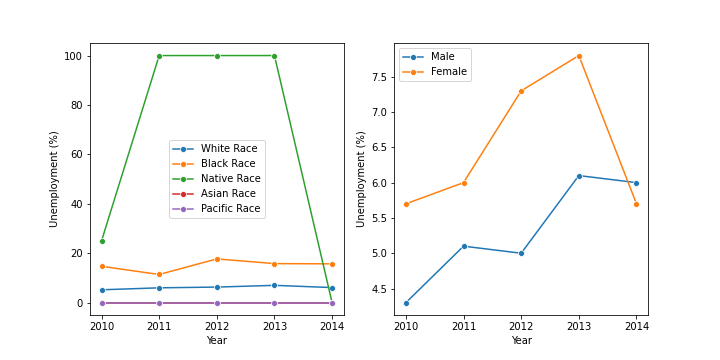 100
80
60
40
20
0
Unemployment (%)
2010 2011 2012 2013 2014
Year
White Race
Black Race
Native Race
Asian Race
Pacific Race
7.5
7.0
6.5
6.0
5.5
5.0
4.5
Unemployment (%)
2010 2011 2012 2013 2014
Year
Male
Female